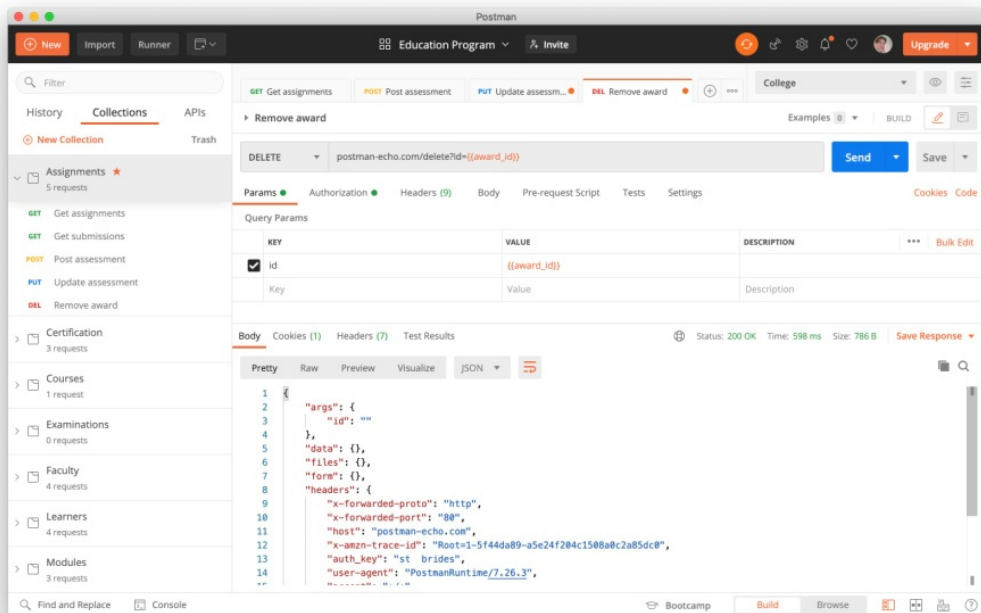 Postman
New Import Runner Education Program Invite Upgrade
Filter
History Collections APIs
New Collection Trash
Assignments
5 requests
GET Get assignments
GET Get submissions
POST Post assessment
PUT Update assessment
DEL Remove award
Certification
3 requests
Courses
1 request
Examinations
0 requests
Faculty
4 requests
Learners
4 requests
Modules
3 requests
GET Get assignments POST Post assessment PUT Update assessm... DEL Remove award College
Remove award Examples 0 BUILD
DELETE postman-echo.com/delete?id={{award_id}} Send Save
Params Authorization Headers (9) Body Pre-request Script Tests Settings Cookies Code
Query Params
KEY VALUE DESCRIPTION Bulk Edit
id {{award_id}}
Key Value Description
Body Cookies (1) Headers (7) Test Results Status: 200 OK Time: 598 ms Size: 786 B Save Response
Pretty Raw Preview Visualize JSON
1 {
2 "args": {
3 "id": ""
4 },
5 "data": {},
6 "files": {},
7 "form": {},
8 "headers": {
9 "x-forwarded-proto": "http",
10 "x-forwarded-port": "80",
11 "host": "postman-echo.com",
12 "x-amzn-trace-id": "Root=1-5f44da89-a5e24f204c1508a0c2a85dc0",
13 "auth_key": "st brides",
14 "user-agent": "PostmanRuntime/7.26.3",
Find and Replace Console Bootcamp Build Browse